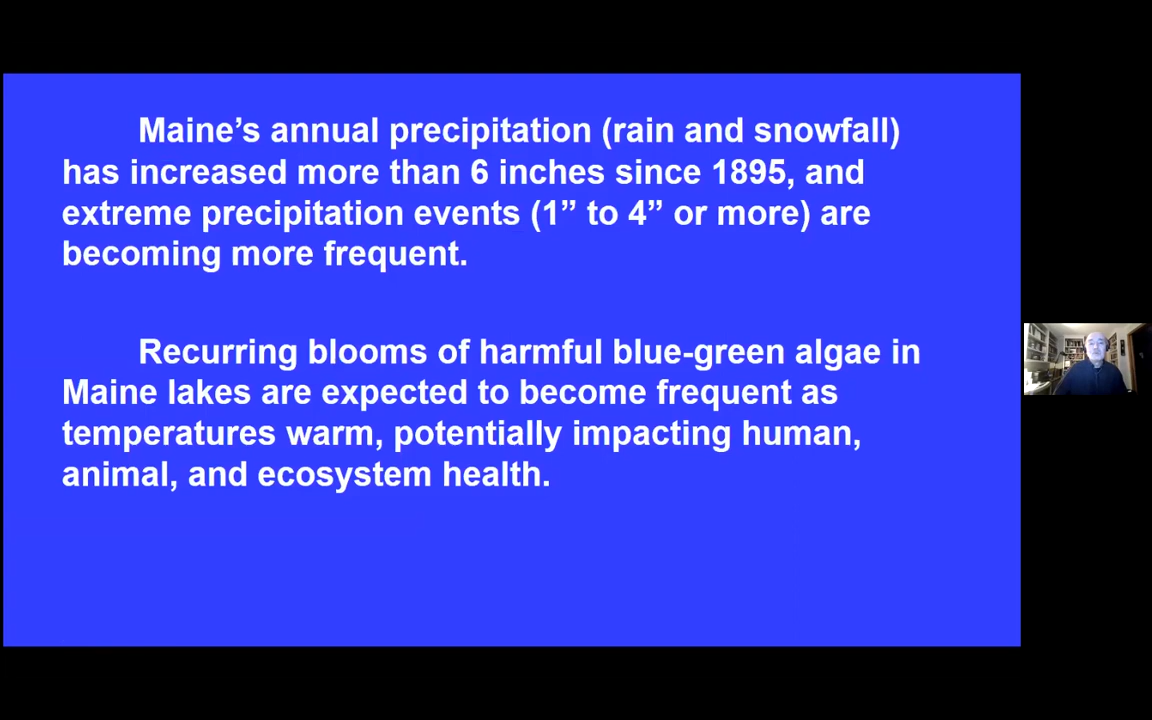 Maine’s annual precipitation (rain and snowfall)
has increased more than 6 inches since 1895, and
extreme precipitation events (1” to 4” or more) are
becoming more frequent.
Recurring blooms of harmful blue-green algae in
Maine lakes are expected to become frequent as
temperatures warm, potentially impacting human,
animal, and ecosystem health.